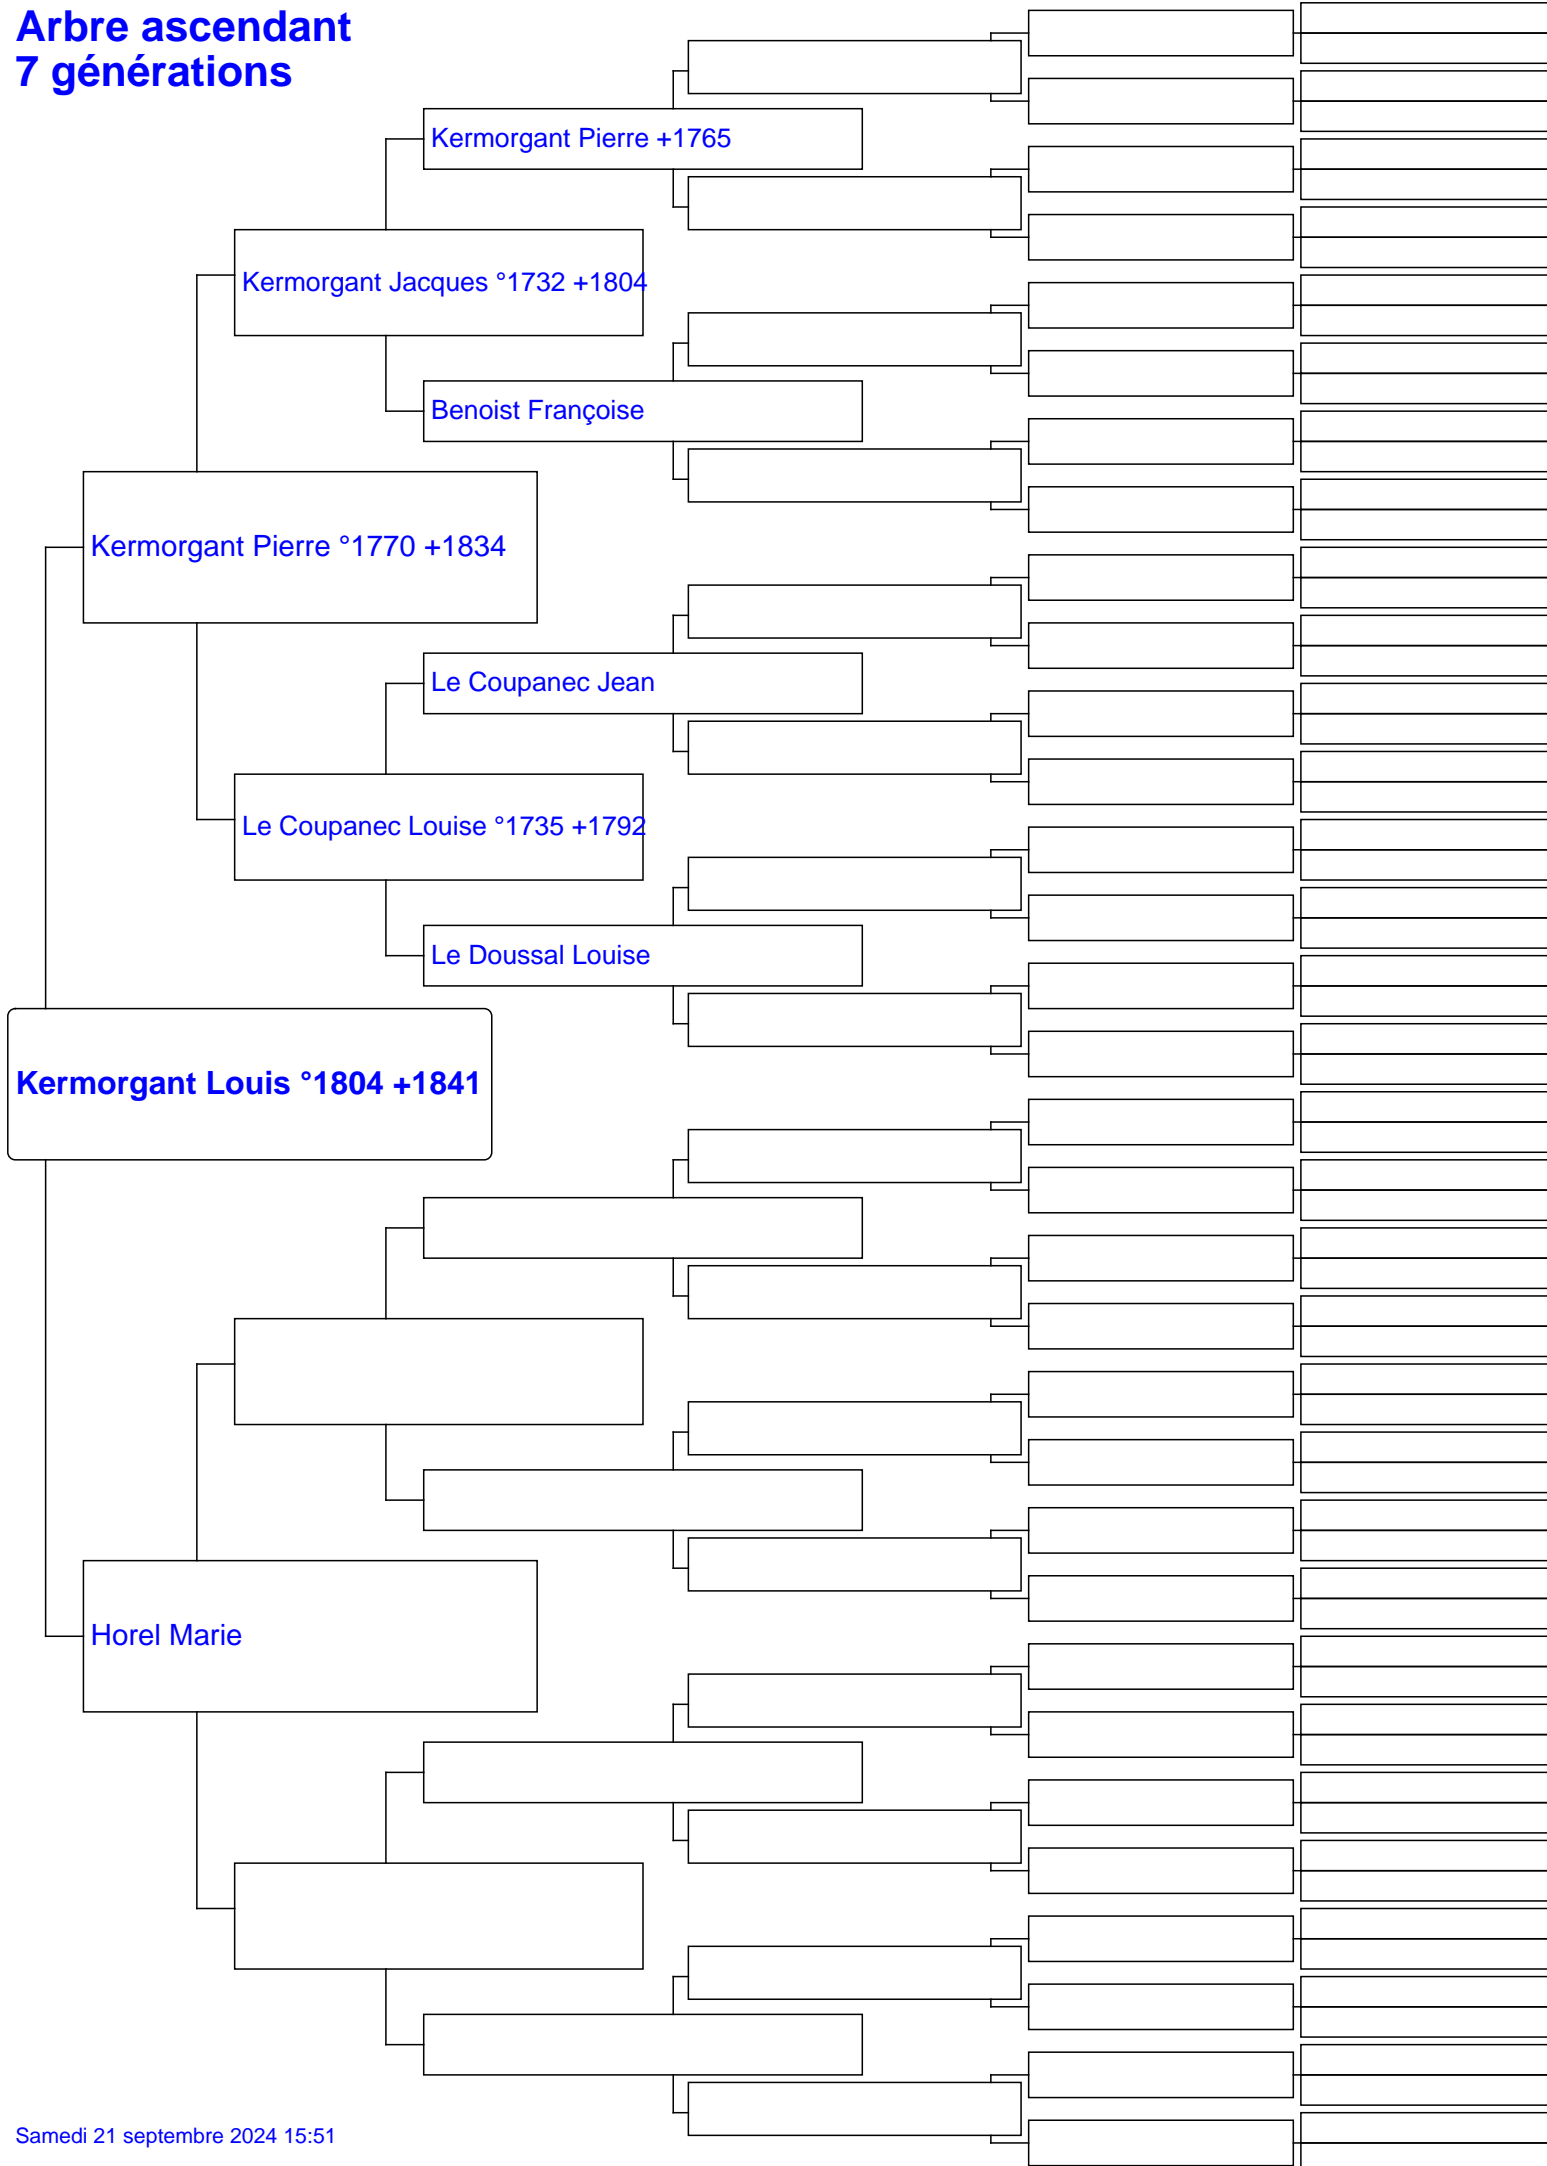 Arbre ascendant
7 générations
Kermorgant Pierre +1765
Kermorgant Jacques °1732 +1804
Benoist Françoise
Kermorgant Pierre °1770 +1834
Le Coupanec Jean
Le Coupanec Louise °1735 +1792
Le Doussal Louise
Kermorgant Louis °1804 +1841
Horel Marie
Samedi 21 septembre 2024 15:51